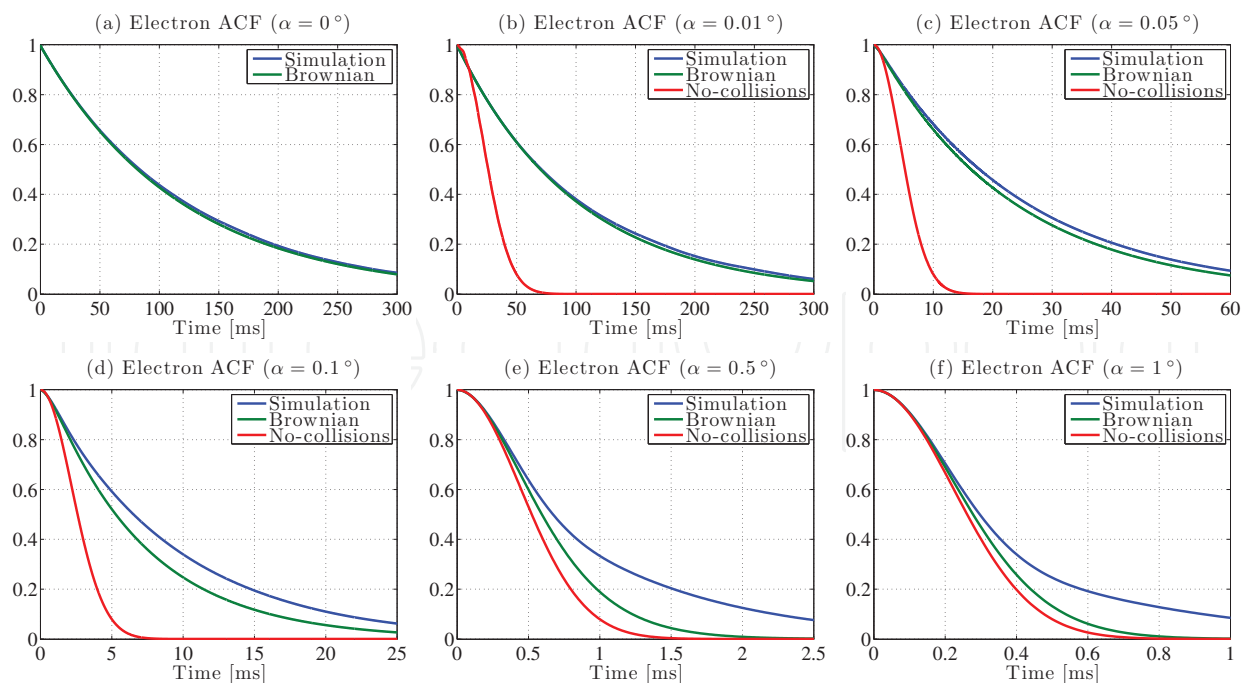 (a) Electron ACF (α = 0°)
1
0.8
0.6
0.4
0.2
0
Simulation
Brownian
0 50 100 150 200 250 300
Time [ms]
(b) Electron ACF (α = 0.01°)
1
0.8
0.6
0.4
0.2
0
Simulation
Brownian
No-collisions
0 50 100 150 200 250 300
Time [ms]
(c) Electron ACF (α = 0.05°)
1
0.8
0.6
0.4
0.2
0
Simulation
Brownian
No-collisions
0 10 20 30 40 50 60
Time [ms]
(d) Electron ACF (α = 0.1°)
1
0.8
0.6
0.4
0.2
0
Simulation
Brownian
No-collisions
0 5 10 15 20 25
Time [ms]
(e) Electron ACF (α = 0.5°)
1
0.8
0.6
0.4
0.2
0
Simulation
Brownian
No-collisions
0 0.5 1 1.5 2 2.5
Time [ms]
(f) Electron ACF (α = 1°)
1
0.8
0.6
0.4
0.2
0
Simulation
Brownian
No-collisions
0 0.2 0.4 0.6 0.8 1
Time [ms]